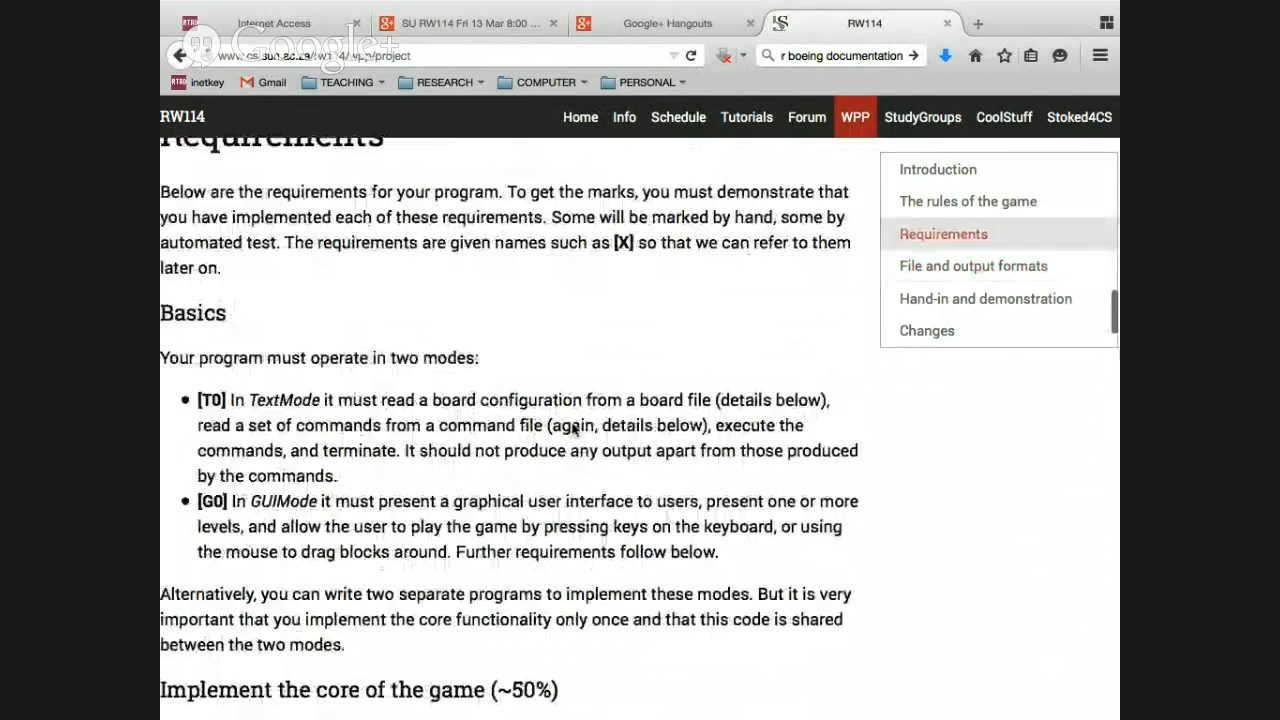 Internet Access
SU RW114 Fri 13 Mar 8:00 ...
Google+ Hangouts
RW114
Google+
/project
r boeing documentation
inetkey
Gmail
TEACHING
RESEARCH
COMPUTER
PERSONAL
RW114
Home
Info
Schedule
Tutorials
Forum
WPP
StudyGroups
CoolStuff
Stoked4CS
Requirements
Below are the requirements for your program. To get the marks, you must demonstrate that
you have implemented each of these requirements. Some will be marked by hand, some by
automated test. The requirements are given names such as [X] so that we can refer to them
later on.
Basics
Your program must operate in two modes:
[T0] In TextMode it must read a board configuration from a board file (details below),
read a set of commands from a command file (again, details below), execute the
commands, and terminate. It should not produce any output apart from those produced
by the commands.
[G0] In GUIMode it must present a graphical user interface to users, present one or more
levels, and allow the user to play the game by pressing keys on the keyboard, or using
the mouse to drag blocks around. Further requirements follow below.
Alternatively, you can write two separate programs to implement these modes. But it is very
important that you implement the core functionality only once and that this code is shared
between the two modes.
Implement the core of the game (~50%)
Introduction
The rules of the game
Requirements
File and output formats
Hand-in and demonstration
Changes